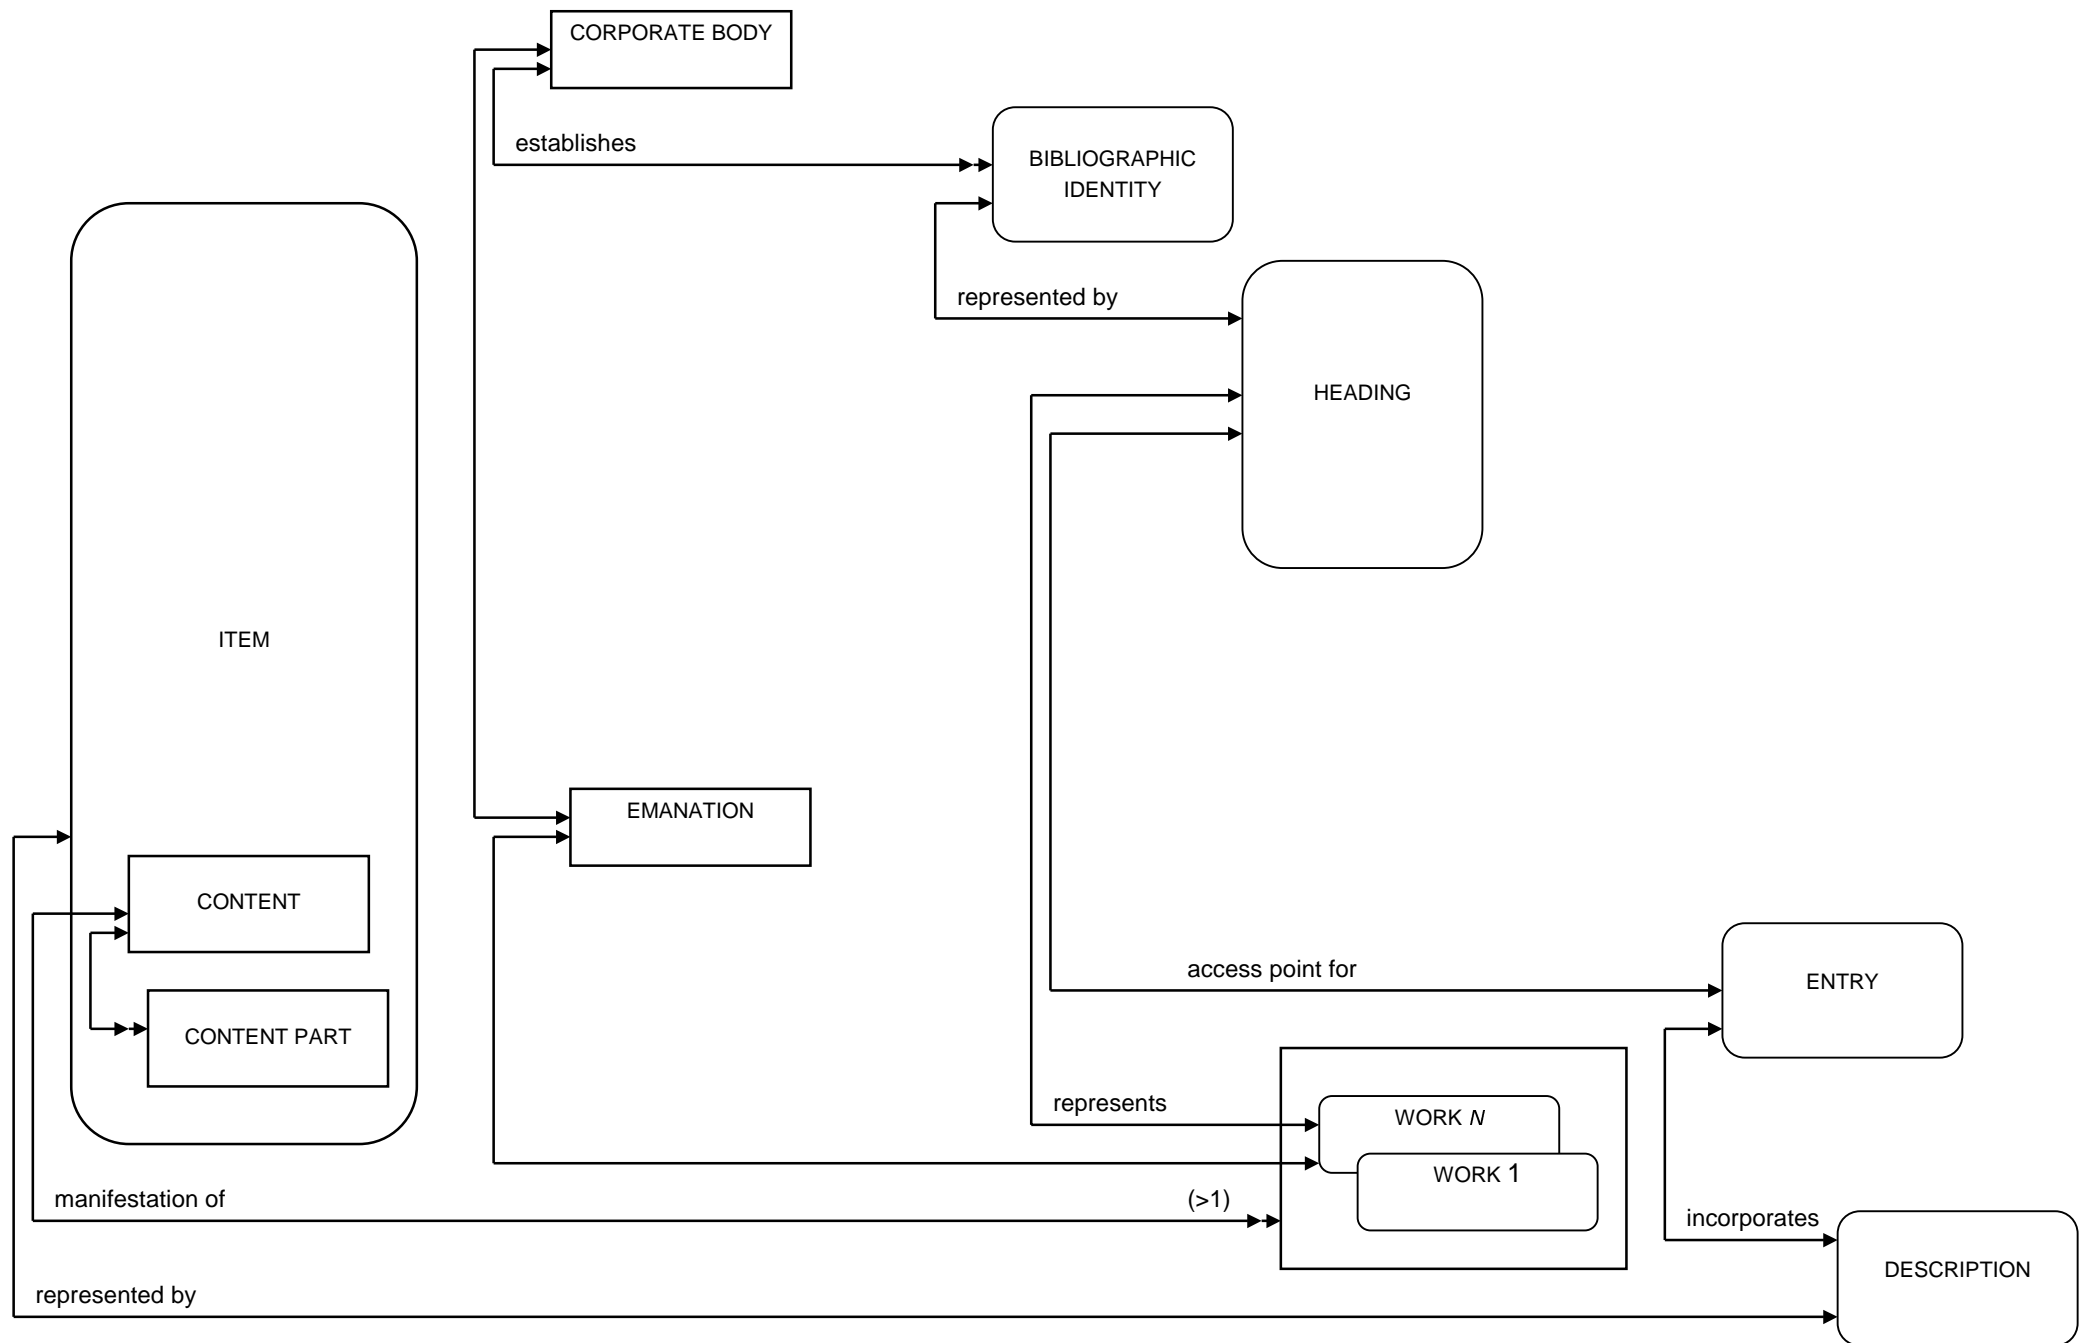 CORPORATE BODY
establishes
BIBLIOGRAPHIC
IDENTITY
represented by
HEADING
ITEM
EMANATION
CONTENT
access point for
ENTRY
CONTENT PART
represents
WORK N
WORK 1
manifestation of
(>1)
incorporates
DESCRIPTION
represented by